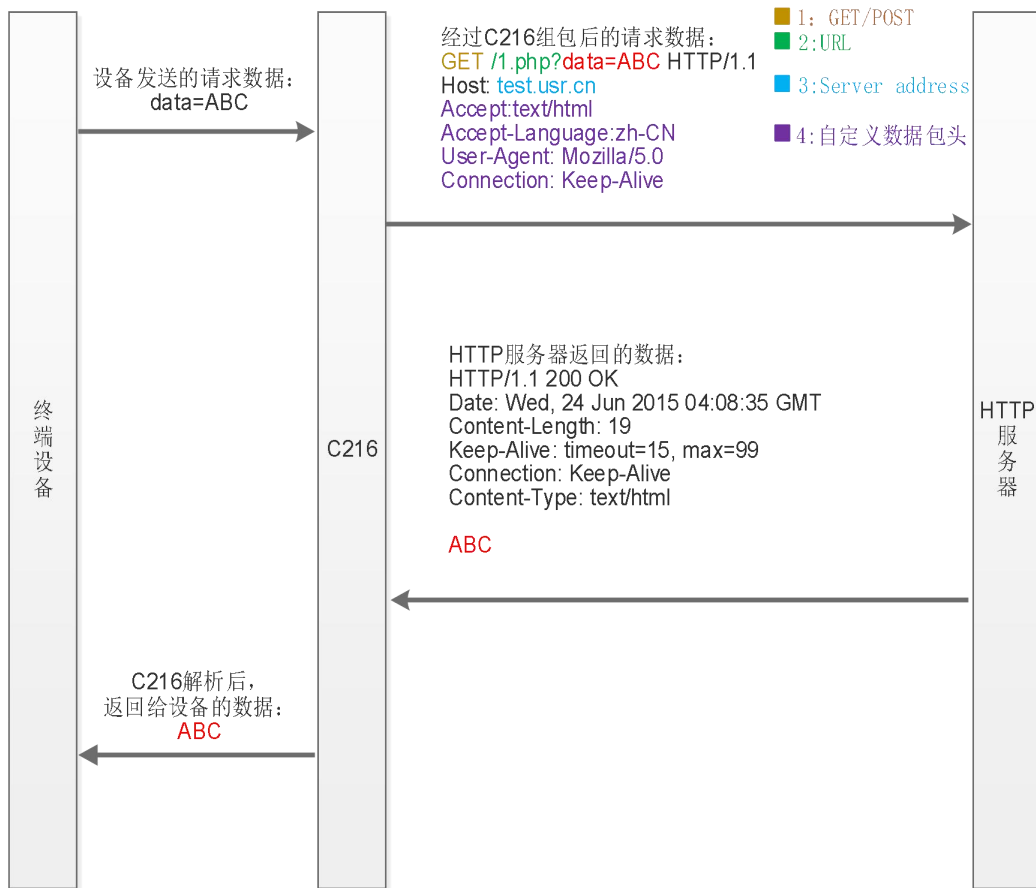 设备发送的请求数据：
data=ABC
经过C216组包后的请求数据：
GET /1.php?data=ABC HTTP/1.1
Host: test.usr.cn
Accept:text/html
Accept-Language:zh-CN
User-Agent: Mozilla/5.0
Connection: Keep-Alive
1: GET/POST
2:URL
3:Server address
4:自定义数据包头
终端设备
C216
HTTP
服务器
HTTP服务器返回的数据：
HTTP/1.1 200 OK
Date: Wed, 24 Jun 2015 04:08:35 GMT
Content-Length: 19
Keep-Alive: timeout=15, max=99
Connection: Keep-Alive
Content-Type: text/html
ABC
C216解析后，
返回给设备的数据：
ABC